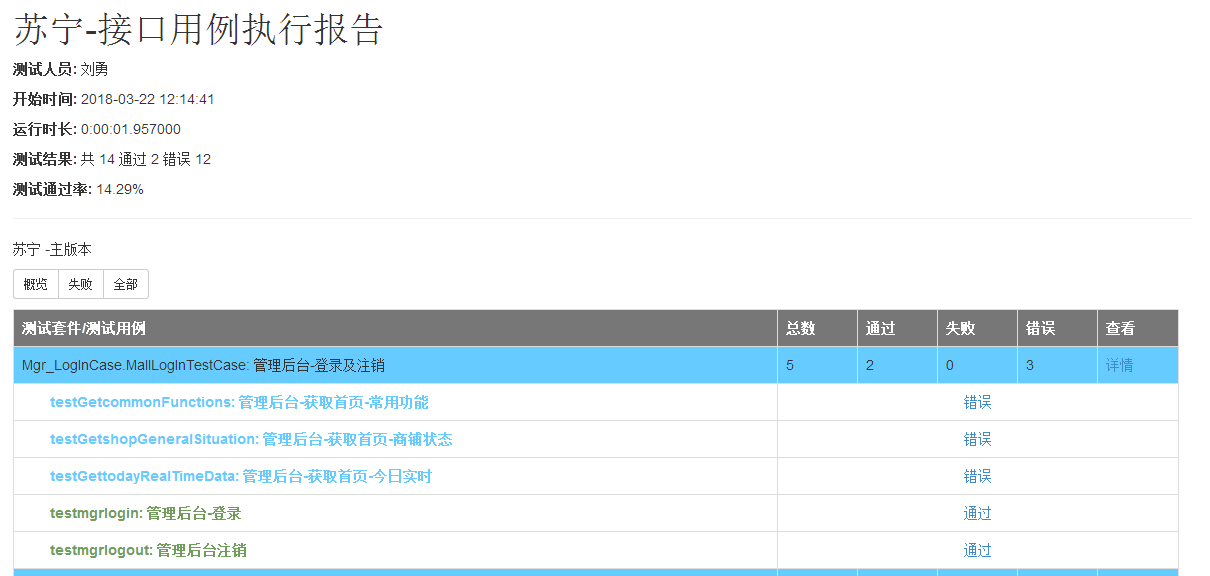 苏宁-接口用例执行报告
测试人员: 刘勇
开始时间: 2018-03-22 12:14:41
运行时长: 0:00:01.957000
测试结果: 共 14 通过 2 错误 12
测试通过率: 14.29%
苏宁 -主版本
概览 失败 全部
测试套件/测试用例 总数 通过 失败 错误 查看
Mgr_LogInCase.MallLogInTestCase: 管理后台-登录及注销 5 2 0 3 详情
testGetcommonFunctions: 管理后台-获取首页-常用功能 错误
testGetshopGeneralSituation: 管理后台-获取首页-商铺状态 错误
testGettodayRealTimeData: 管理后台-获取首页-今日实时 错误
testmgrlogin: 管理后台-登录 通过
testmgrlogout: 管理后台注销 通过